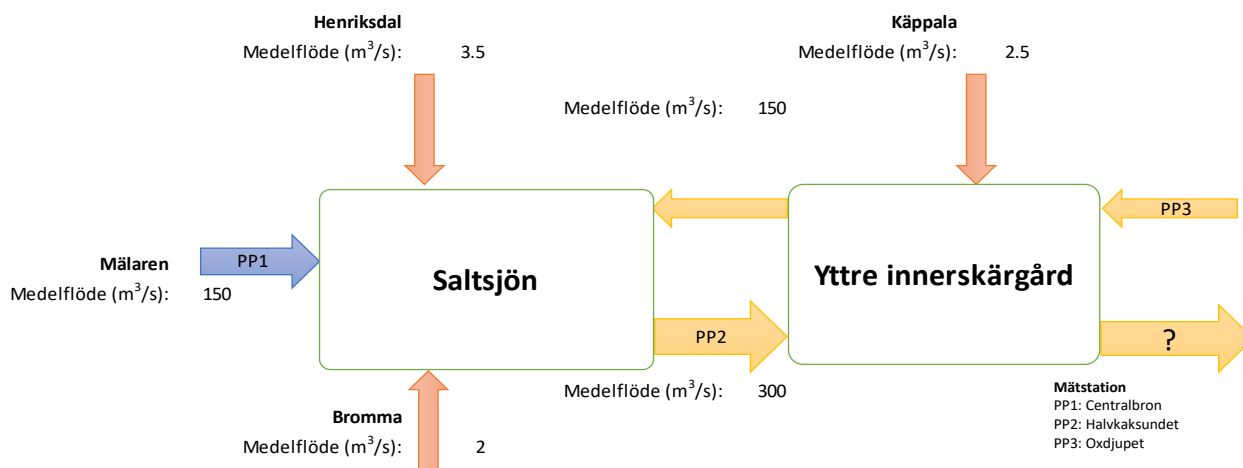 Henriksdal
Medelflöde (m³/s): 3.5
Käppala
Medelflöde (m³/s): 2.5
Medelflöde (m³/s): 150
PP3
Mälaren
Medelflöde (m³/s): 150
PP1
Saltsjön
Yttre innerskärgård
PP2
?
Medelflöde (m³/s): 300
Bromma
Medelflöde (m³/s): 2
Mätstation
PP1: Centralbron
PP2: Halvkaksundet
PP3: Oxdjupet